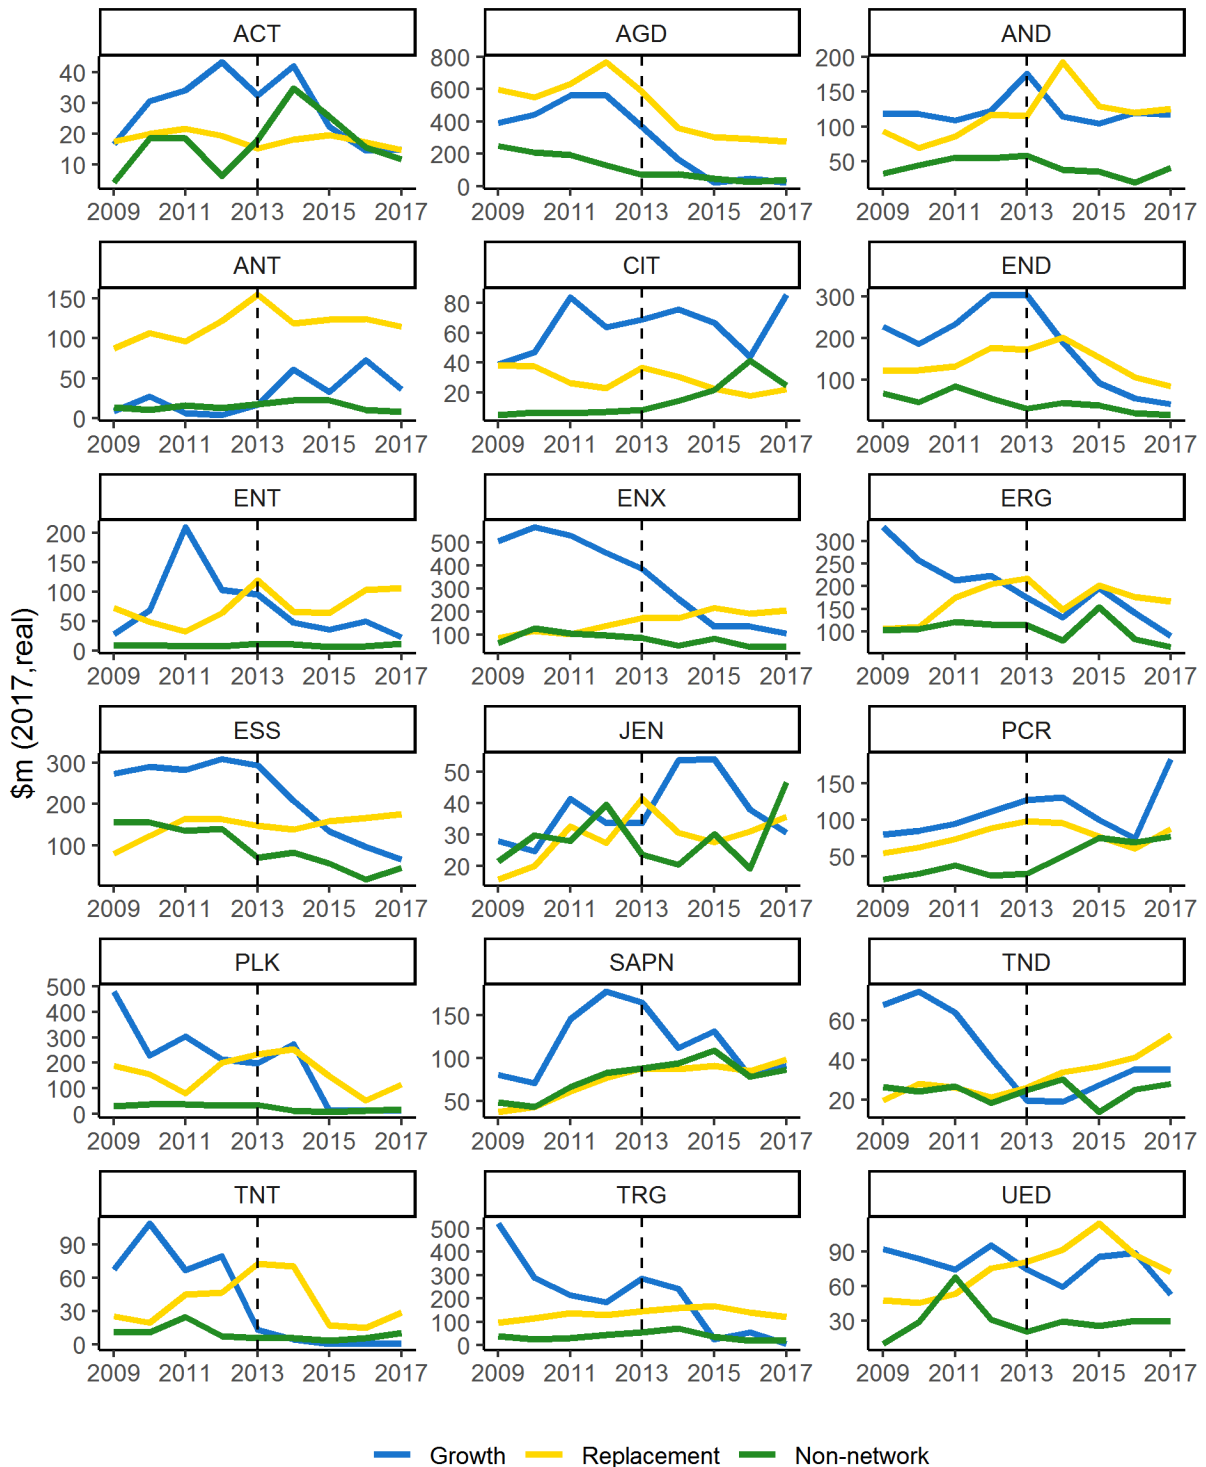 ACT AGD AND
40 30 20 10
800 600 400 200 0
200 150 100 50
2009 2011 2013 2015 2017 2009 2011 2013 2015 2017 2009 2011 2013 2015 2017
ANT CIT END
150 100 50 0
80 60 40 20
300 200 100
2009 2011 2013 2015 2017 2009 2011 2013 2015 2017 2009 2011 2013 2015 2017
ENT ENX ERG
200 150 100 50 0
500 400 300 200 100
300 250 200 150 100
2009 2011 2013 2015 2017 2009 2011 2013 2015 2017 2009 2011 2013 2015 2017
$m (2017,real)
ESS JEN PCR
300 200 100
50 40 30 20
150 100 50
2009 2011 2013 2015 2017 2009 2011 2013 2015 2017 2009 2011 2013 2015 2017
PLK SAPN TND
500 400 300 200 100 0
150 100 50
60 40 20
2009 2011 2013 2015 2017 2009 2011 2013 2015 2017 2009 2011 2013 2015 2017
TNT TRG UED
90 60 30 0
500 400 300 200 100 0
90 60 30
2009 2011 2013 2015 2017 2009 2011 2013 2015 2017 2009 2011 2013 2015 2017
Growth Replacement Non-network